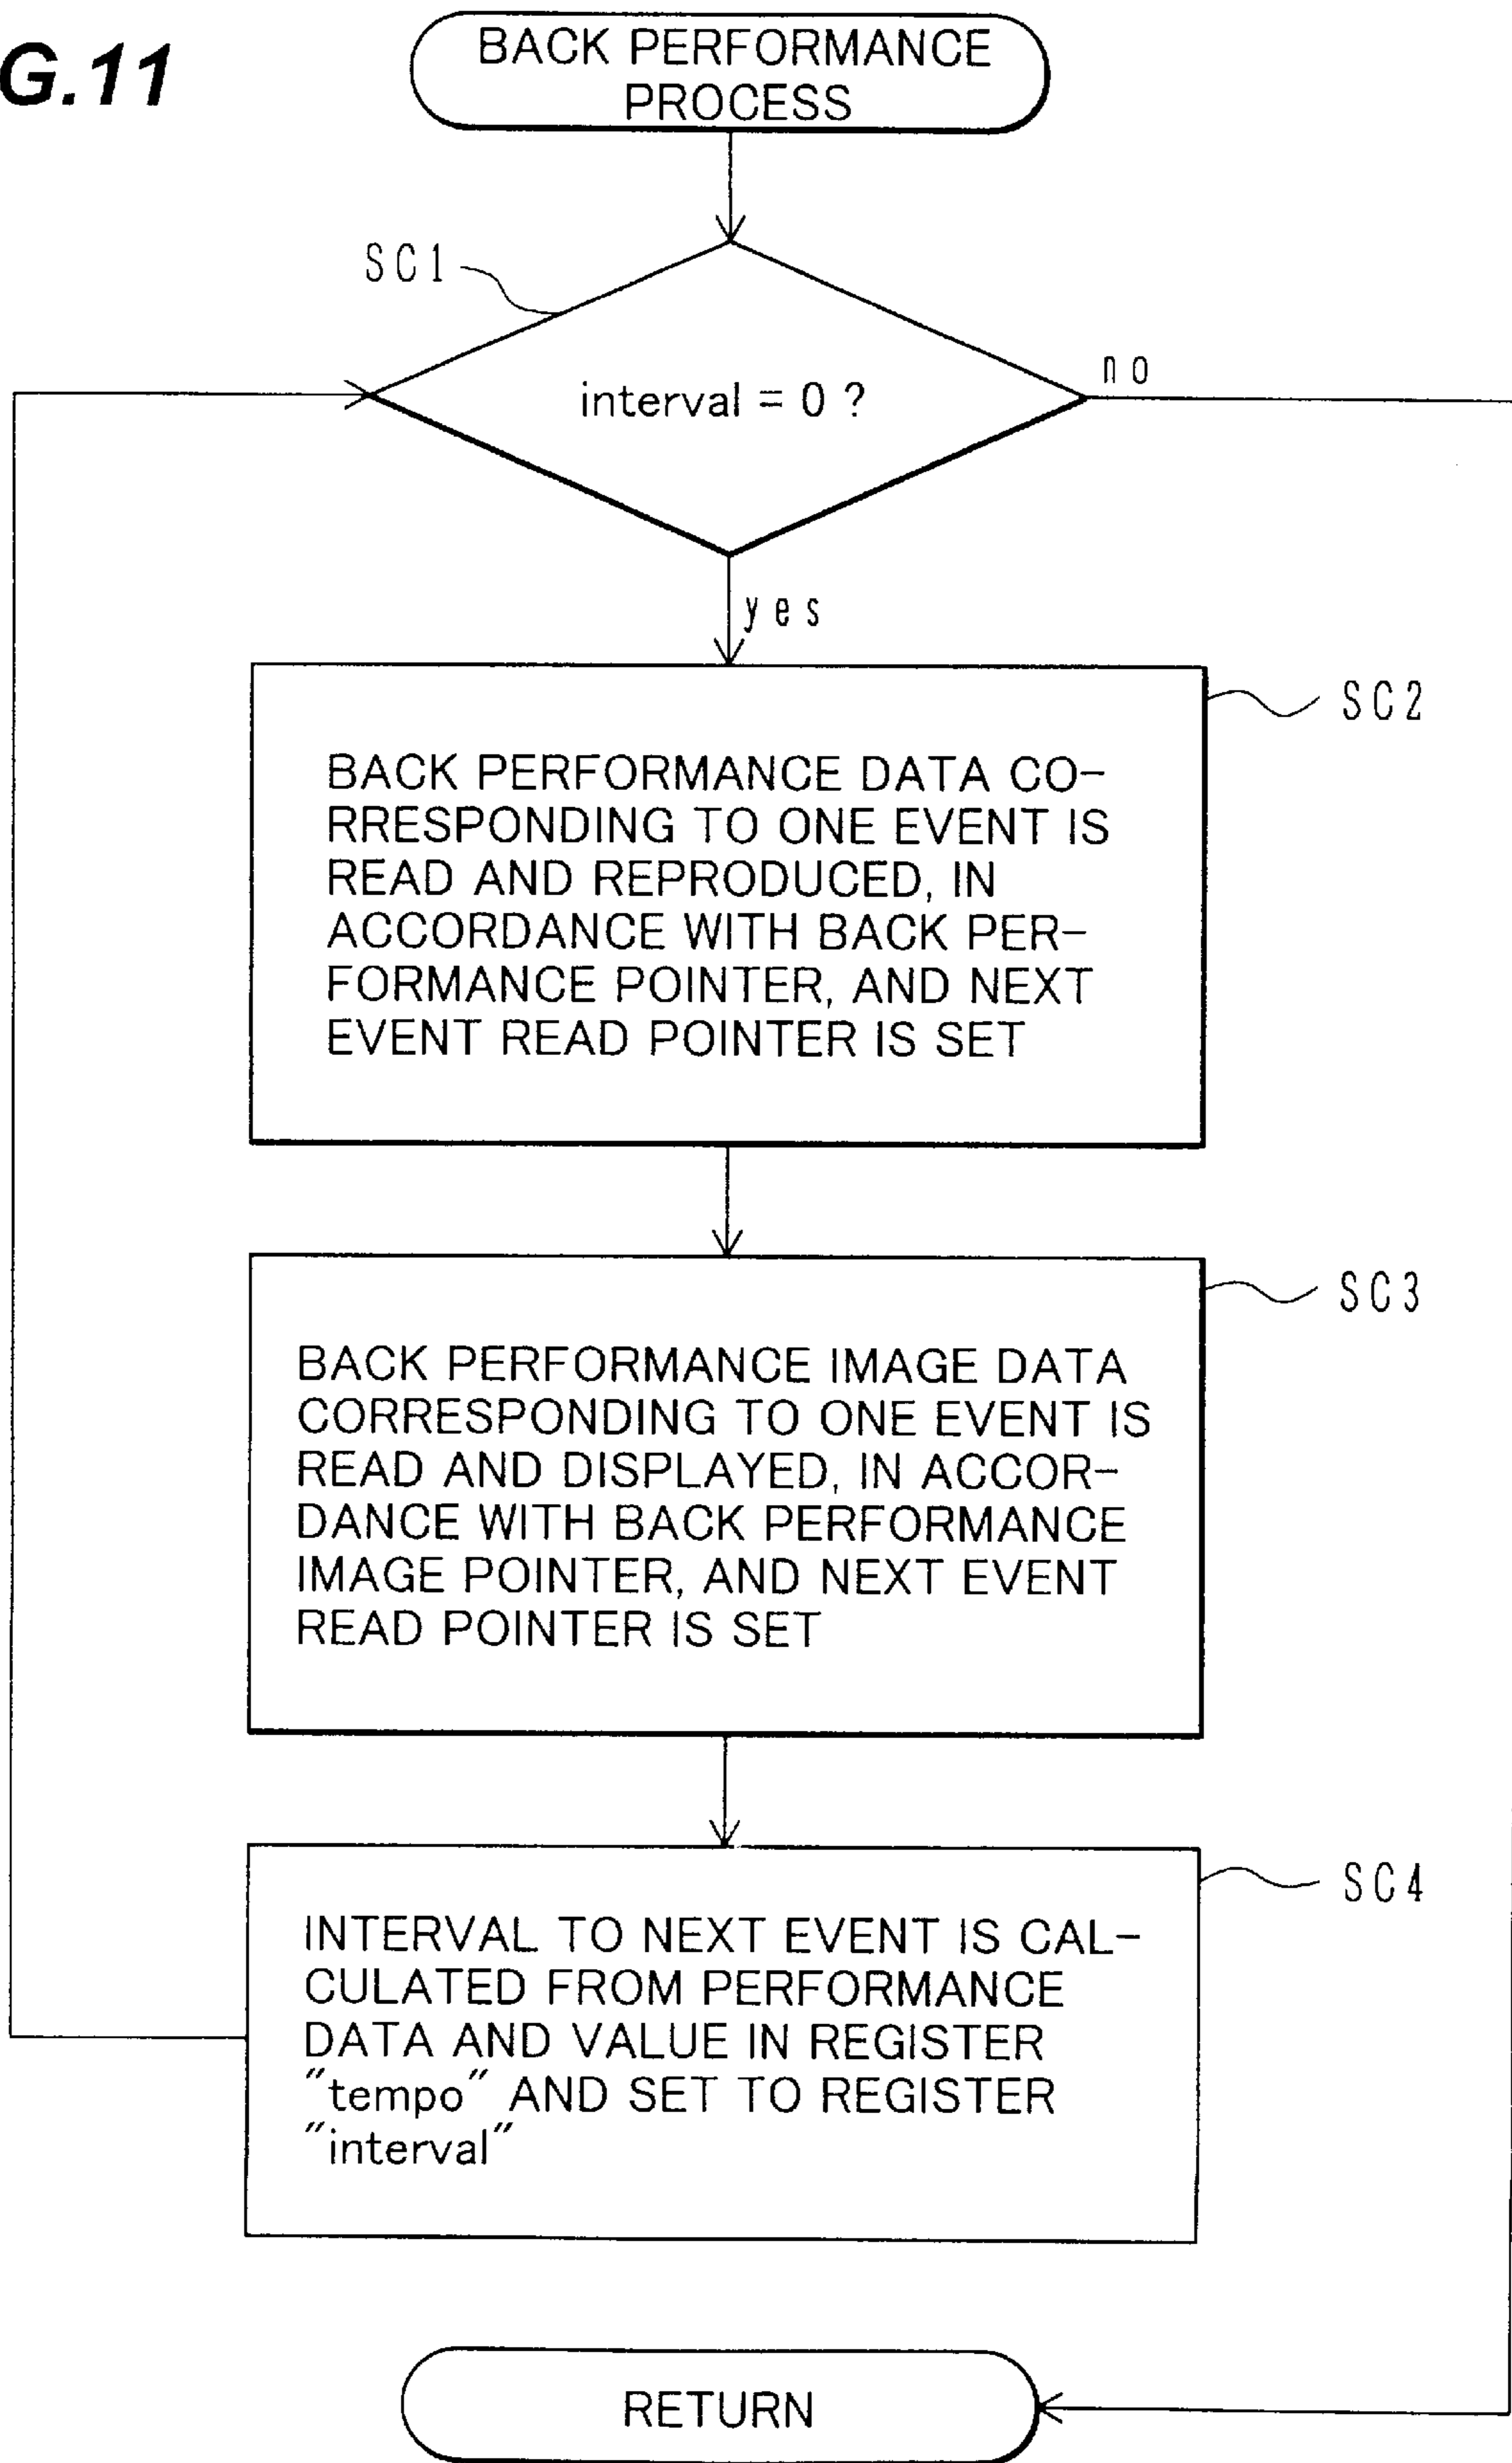 G.11
BACK PERFORMANCE
PROCESS
SC1
interval = 0 ?
no
yes
SC2
BACK PERFORMANCE DATA CO-
RRESPONDING TO ONE EVENT IS
READ AND REPRODUCED, IN
ACCORDANCE WITH BACK PER-
FORMANCE POINTER, AND NEXT
EVENT READ POINTER IS SET
SC3
BACK PERFORMANCE IMAGE DATA
CORRESPONDING TO ONE EVENT IS
READ AND DISPLAYED, IN ACCOR-
DANCE WITH BACK PERFORMANCE
IMAGE POINTER, AND NEXT EVENT
READ POINTER IS SET
SC4
INTERVAL TO NEXT EVENT IS CAL-
CULATED FROM PERFORMANCE
DATA AND VALUE IN REGISTER
"tempo" AND SET TO REGISTER
"interval"
RETURN